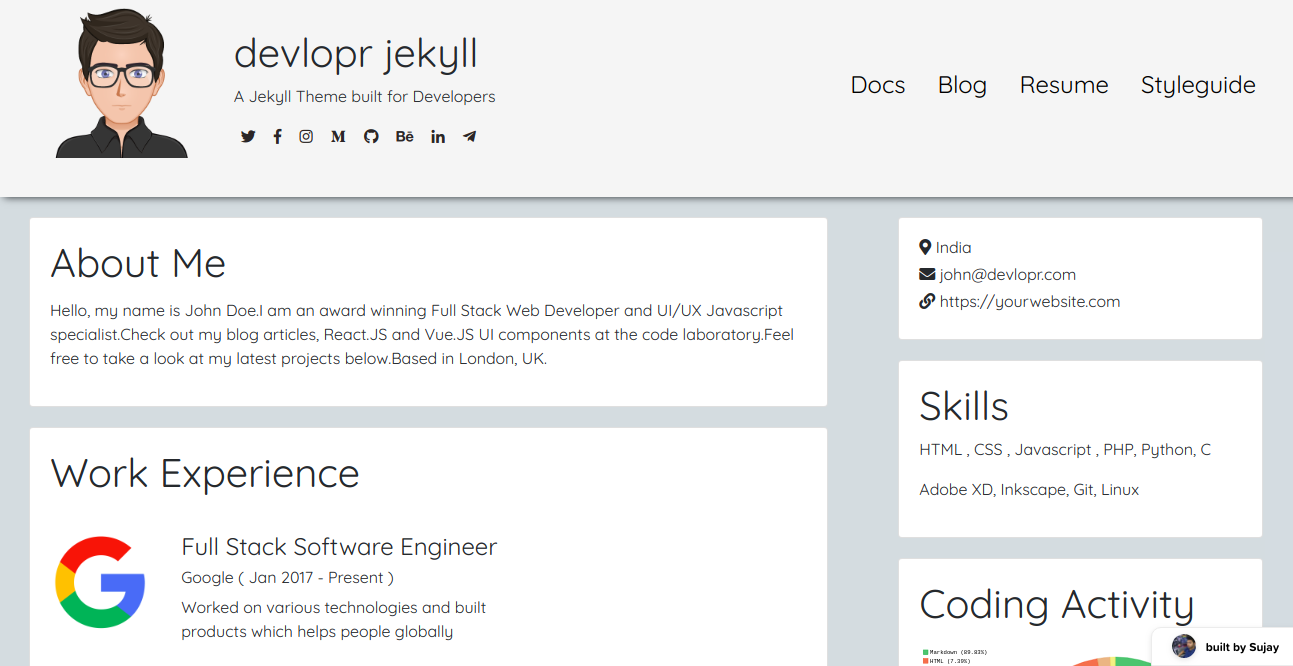 devlopr jekyll
A Jekyll Theme built for Developers
Docs Blog Resume Styleguide
About Me
Hello, my name is John Doe.I am an award winning Full Stack Web Developer and UI/UX Javascript
specialist.Check out my blog articles, React.JS and Vue.JS UI components at the code laboratory.Feel
free to take a look at my latest projects below.Based in London, UK.
Work Experience
Full Stack Software Engineer
Google ( Jan 2017 - Present )
Worked on various technologies and built
products which helps people globally
India
john@devlopr.com
https://yourwebsite.com
Skills
HTML , CSS , Javascript , PHP, Python, C
Adobe XD, Inkscape, Git, Linux
Coding Activity
Markdown (89.83%)
HTML (7.39%)
built by Sujay